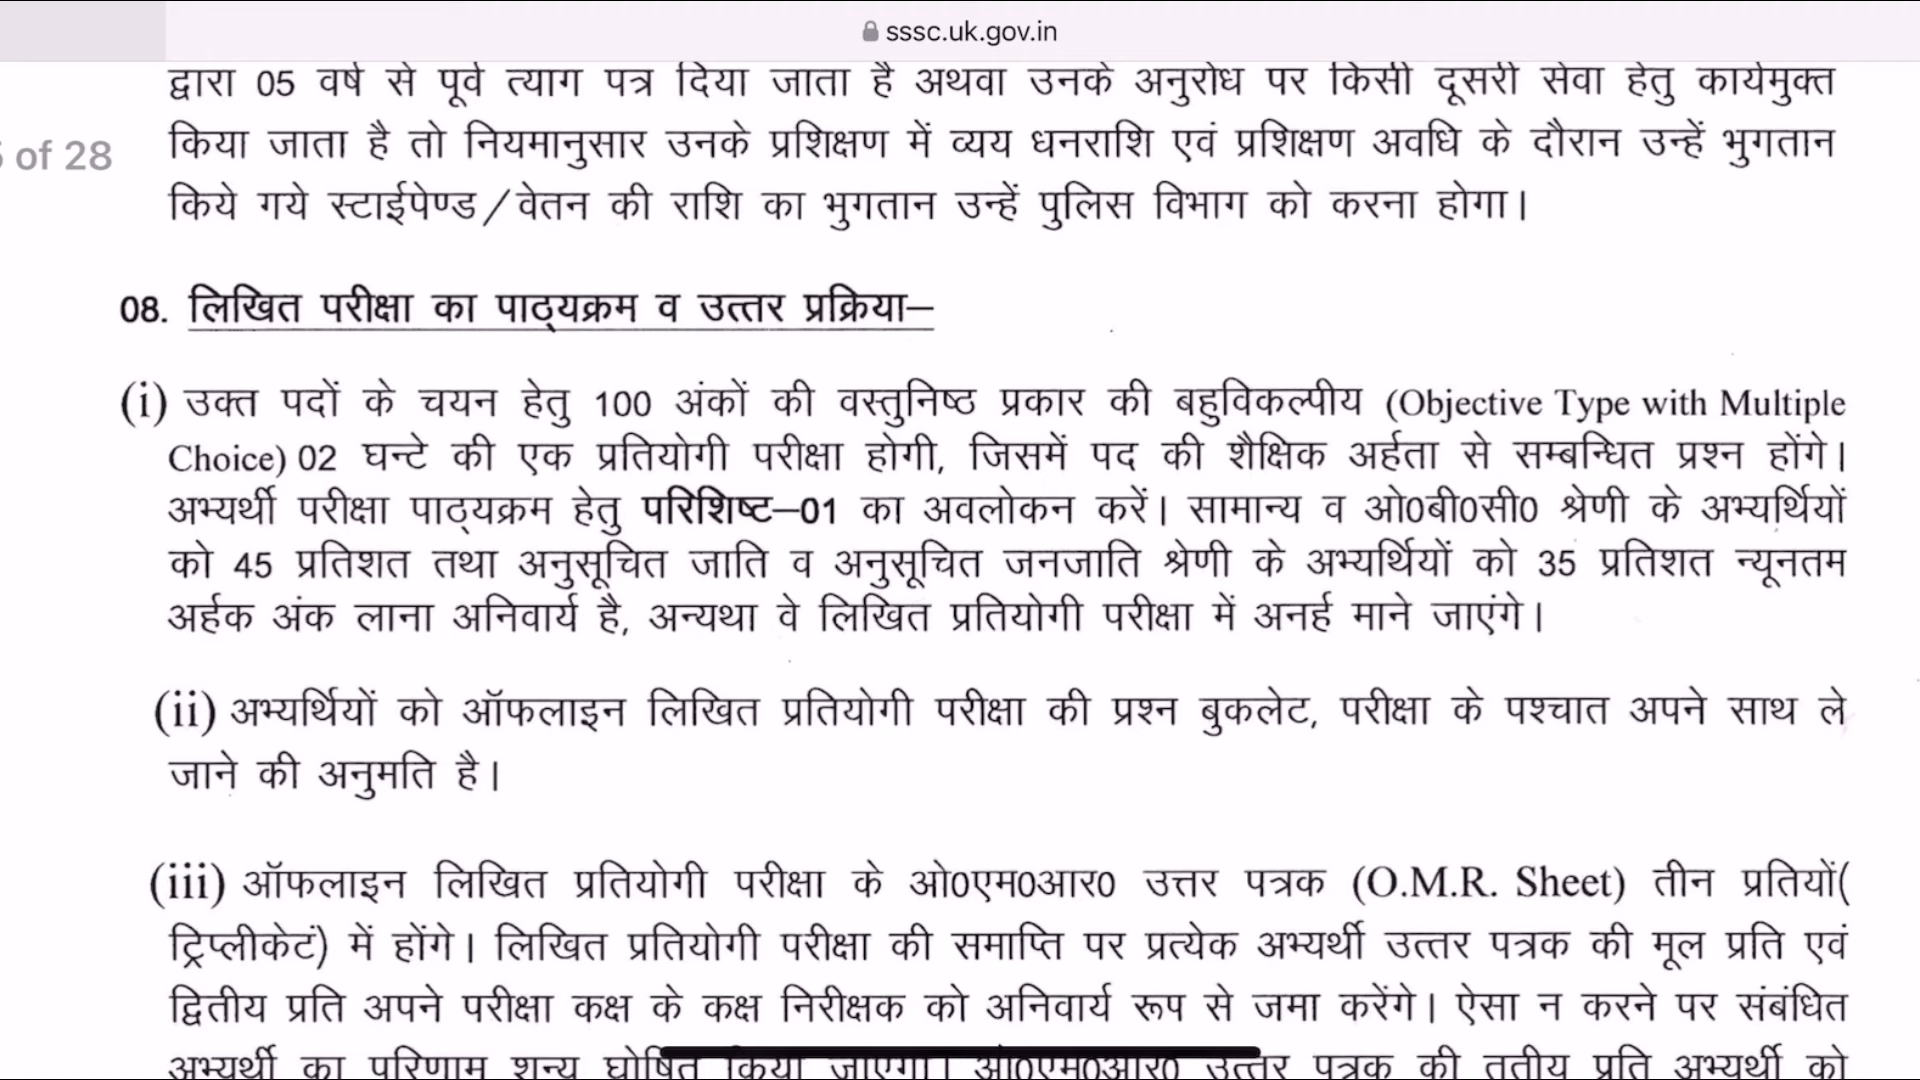 sssc.uk.gov.in
द्वारा 05 वर्ष से पूर्व त्याग पत्र दिया जाता है अथवा उनके अनुरोध पर किसी दूसरी सेवा हेतु कार्यमुक्त
of 28
किया जाता है तो नियमानुसार उनके प्रशिक्षण में व्यय धनराशि एवं प्रशिक्षण अवधि के दौरान उन्हें भुगतान
किये गये स्टाईपेण्ड/वेतन की राशि का भुगतान उन्हें पुलिस विभाग को करना होगा।
08. लिखित परीक्षा का पाठ्यक्रम व उत्तर प्रक्रिया–
(i) उक्त पदों के चयन हेतु 100 अंकों की वस्तुनिष्ठ प्रकार की बहुविकल्पीय (Objective Type with Multiple
Choice) 02 घन्टे की एक प्रतियोगी परीक्षा होगी, जिसमें पद की शैक्षिक अर्हता से सम्बन्धित प्रश्न होंगे।
अभ्यर्थी परीक्षा पाठ्यक्रम हेतु परिशिष्ट–01 का अवलोकन करें। सामान्य व ओ0बी0सी0 श्रेणी के अभ्यर्थियों
को 45 प्रतिशत तथा अनुसूचित जाति व अनुसूचित जनजाति श्रेणी के अभ्यर्थियों को 35 प्रतिशत न्यूनतम
अर्हक अंक लाना अनिवार्य है, अन्यथा वे लिखित प्रतियोगी परीक्षा में अनर्ह माने जाएंगे।
(ii) अभ्यर्थियों को ऑफलाइन लिखित प्रतियोगी परीक्षा की प्रश्न बुकलेट, परीक्षा के पश्चात अपने साथ ले
जाने की अनुमति है।
(iii) ऑफलाइन लिखित प्रतियोगी परीक्षा के ओ0एम0आर0 उत्तर पत्रक (O.M.R. Sheet) तीन प्रतियों(
ट्रिप्लीकेटं) में होंगे। लिखित प्रतियोगी परीक्षा की समाप्ति पर प्रत्येक अभ्यर्थी उत्तर पत्रक की मूल प्रति एवं
द्वितीय प्रति अपने परीक्षा कक्ष के कक्ष निरीक्षक को अनिवार्य रूप से जमा करेंगे। ऐसा न करने पर संबंधित
अभ्यर्थी का परिणाम शून्य घोषित किया जाएगा। ओ0एम0आर0 उत्तर पत्रक की तृतीय प्रति अभ्यर्थी को